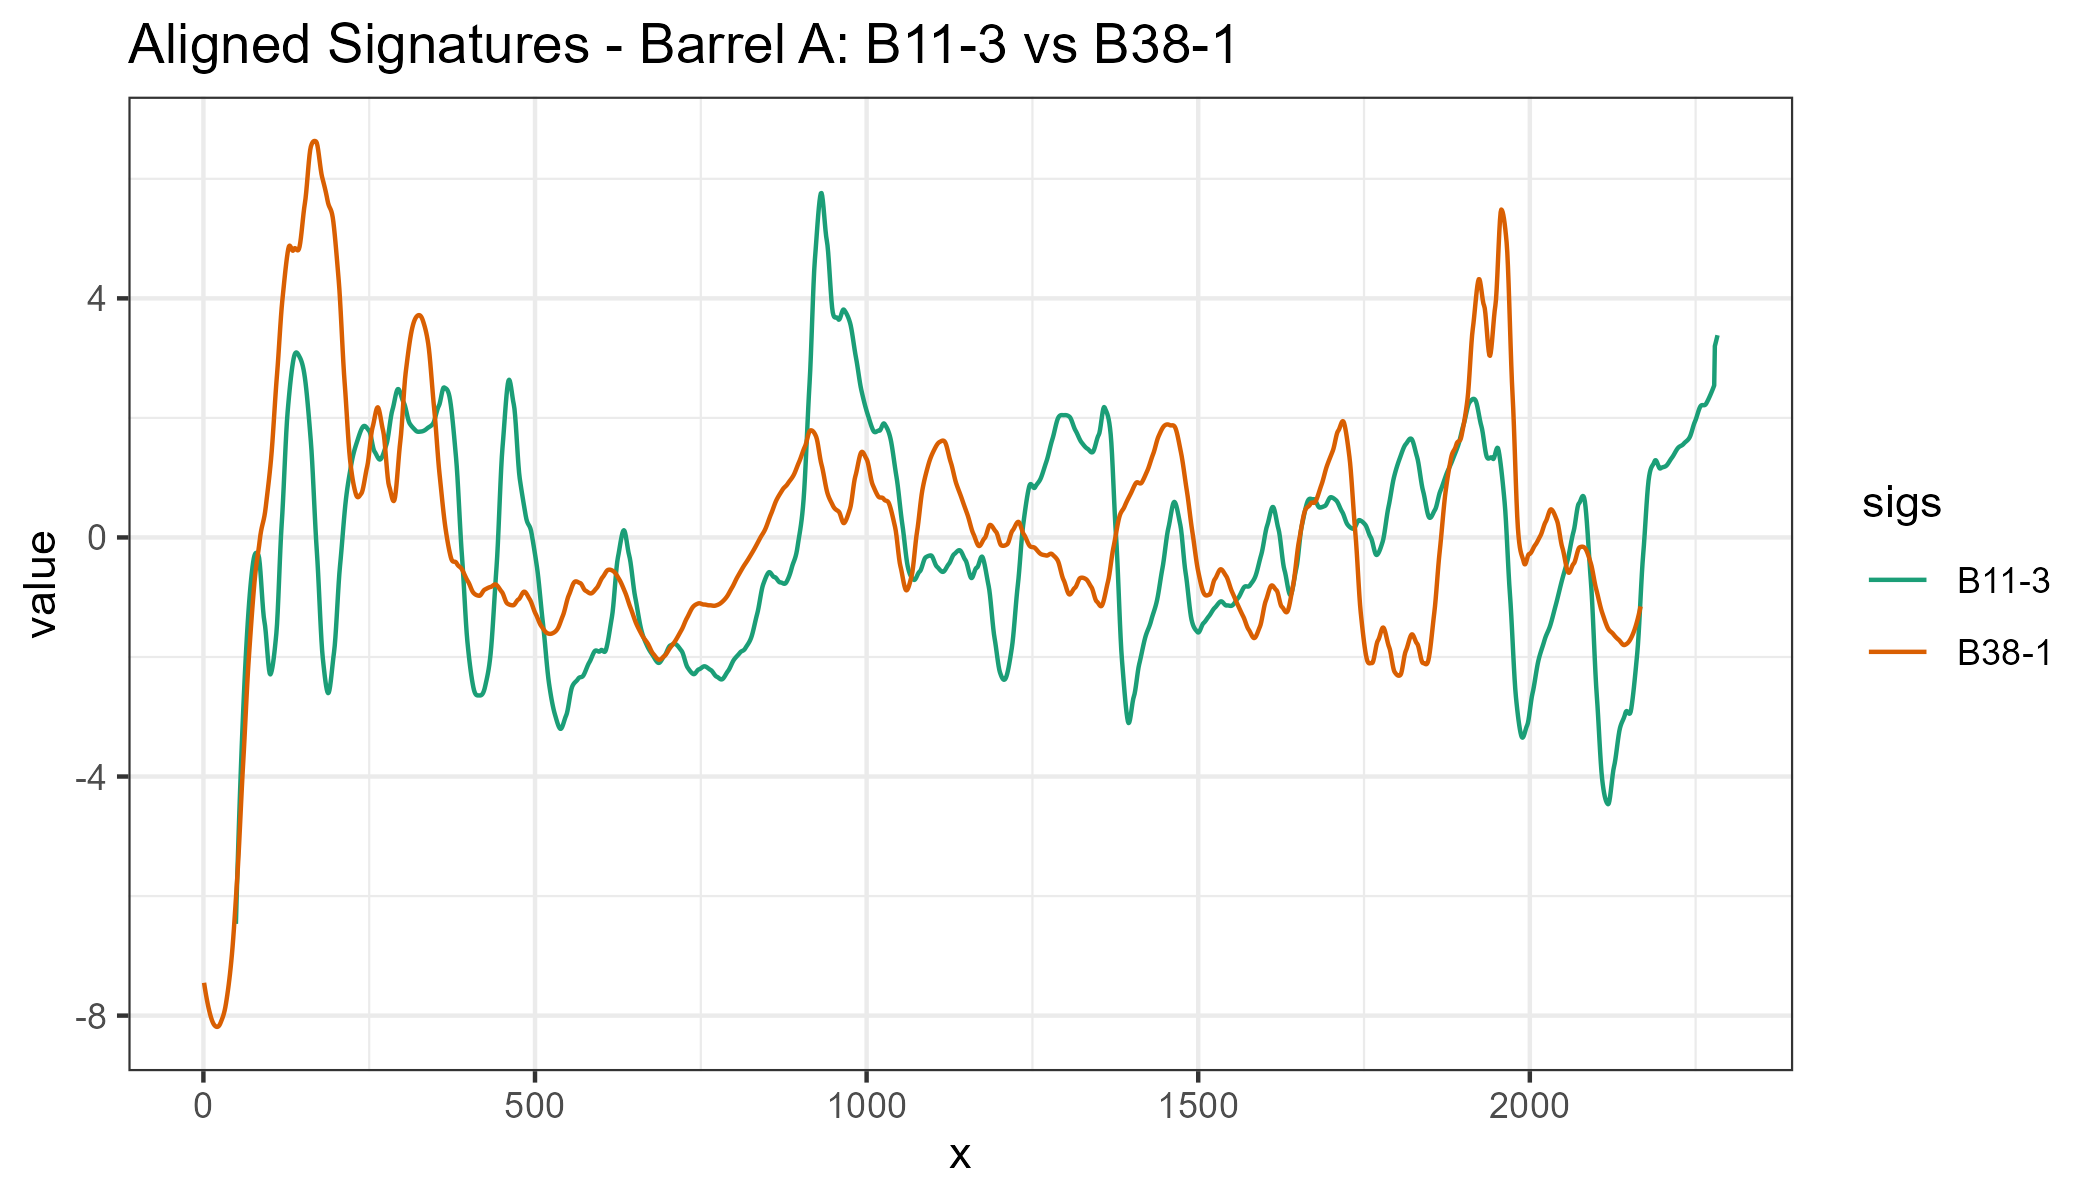 Aligned Signatures - Barrel A: B11-3 vs B38-1
value
4
0
-4
-8
0 500 1000 1500 2000
x
sigs
B11-3
B38-1